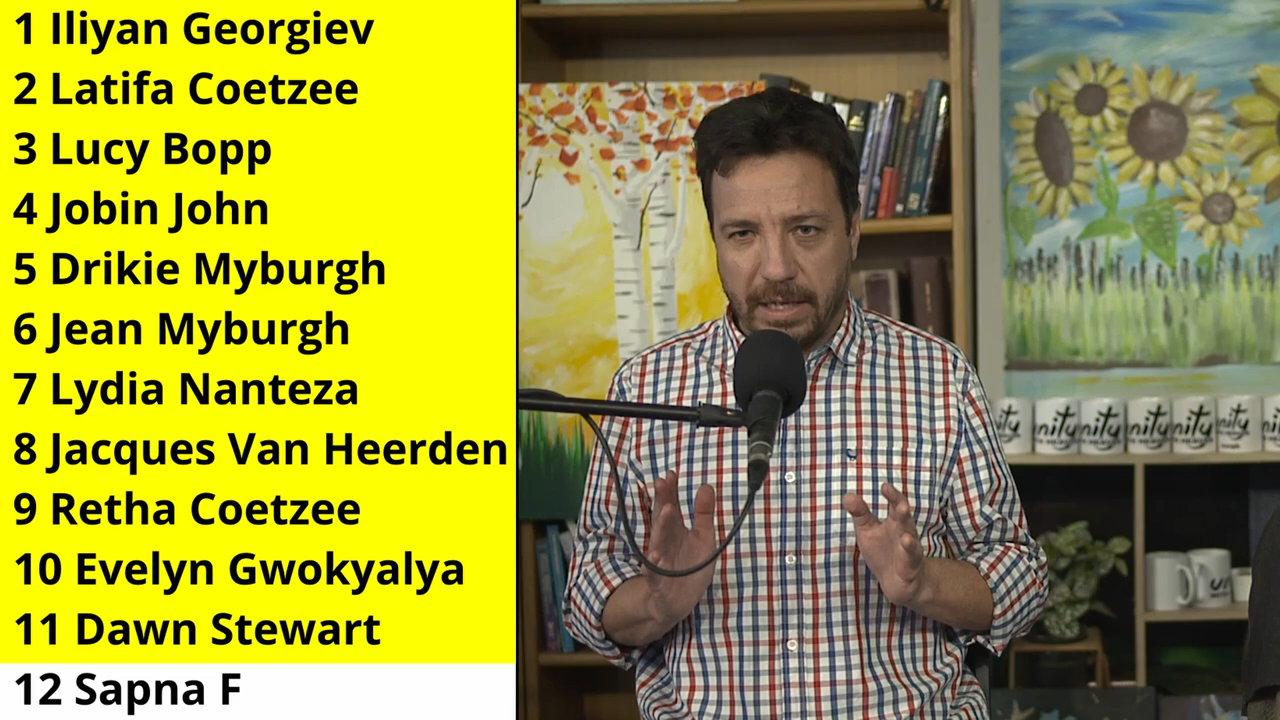 1 Iliyan Georgiev
2 Latifa Coetzee
3 Lucy Bopp
4 Jobin John
5 Drikie Myburgh
6 Jean Myburgh
7 Lydia Nanteza
8 Jacques Van Heerden
9 Retha Coetzee
10 Evelyn Gwokyalya
11 Dawn Stewart
12 Sapna F